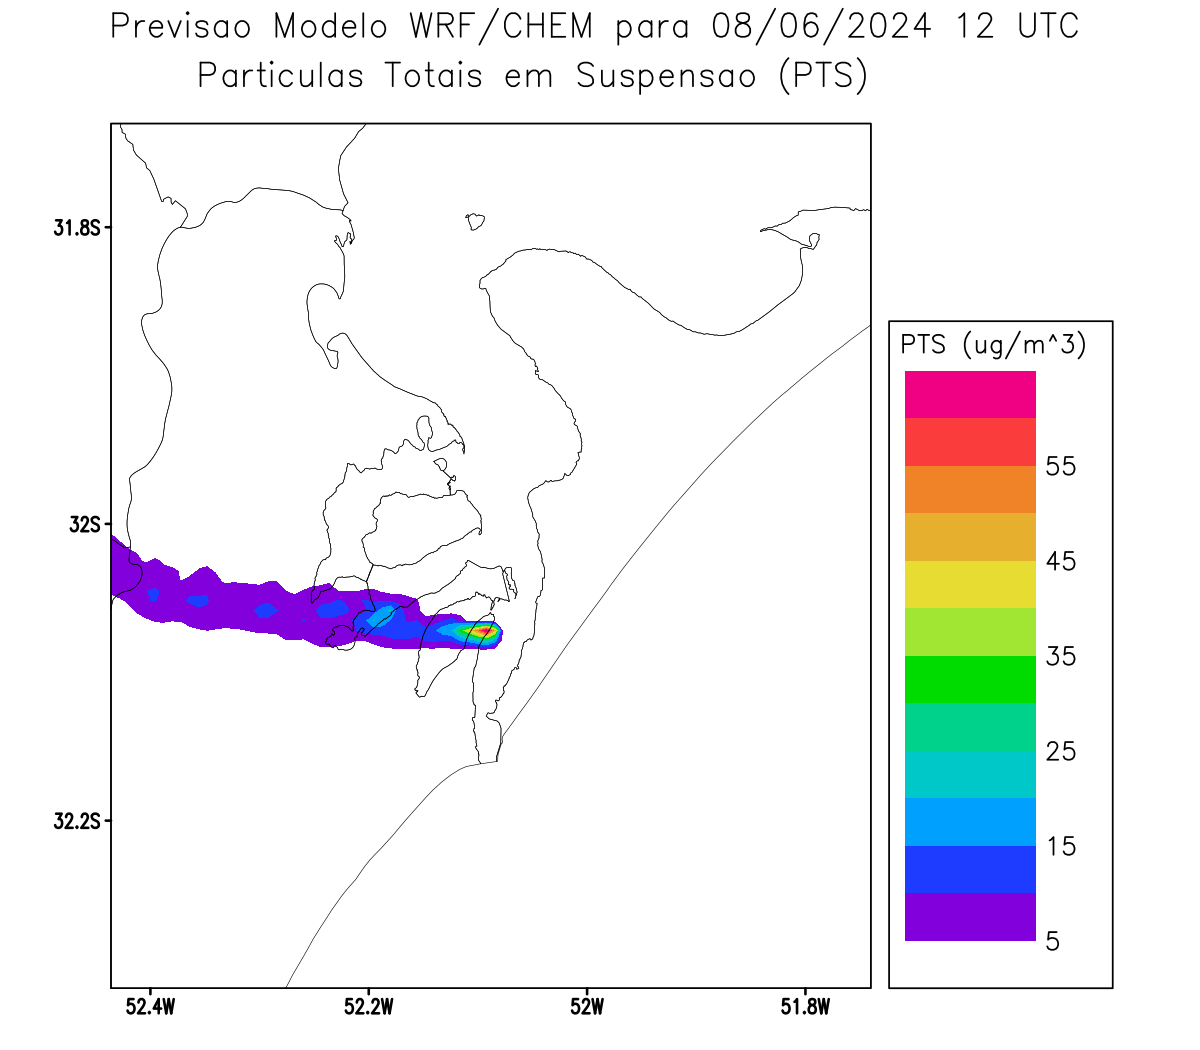 Previsao Modelo WRF/CHEM para 08/06/2024 12 UTC
Particulas Totais em Suspensao (PTS)
31.8S
32S
32.2S
52.4W
52.2W
52W
51.8W
PTS (ug/m^3)
55
45
35
25
15
5